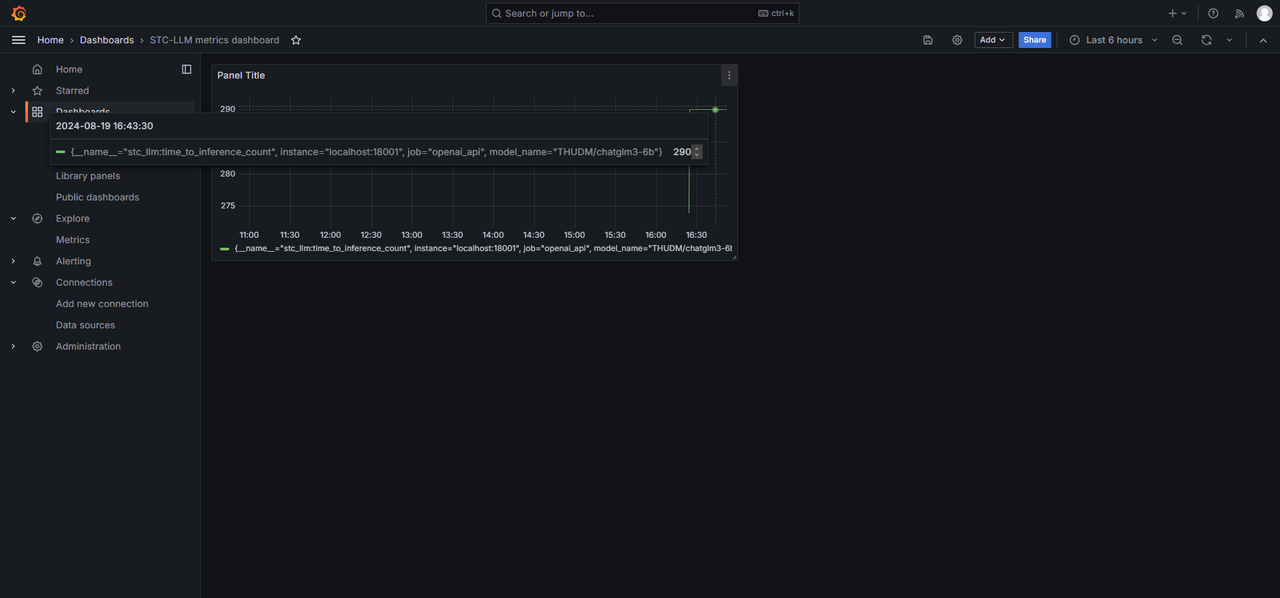 Search or jump to...
ctrl+k
Home
Dashboards
STC-LLM metrics dashboard
Add
Share
Last 6 hours
Home
Starred
Dashboards
Library panels
Public dashboards
Explore
Metrics
Alerting
Connections
Add new connection
Data sources
Administration
Panel Title
290
2024-08-19 16:43:30
{__name__="stc_llm:time_to_inference_count", instance="localhost:18001", job="openai_api", model_name="THUDM/chatglm3-6b"} 290
280
275
11:00 11:30 12:00 12:30 13:00 13:30 14:00 14:30 15:00 15:30 16:00 16:30
{__name__="stc_llm:time_to_inference_count", instance="localhost:18001", job="openai_api", model_name="THUDM/chatglm3-6b